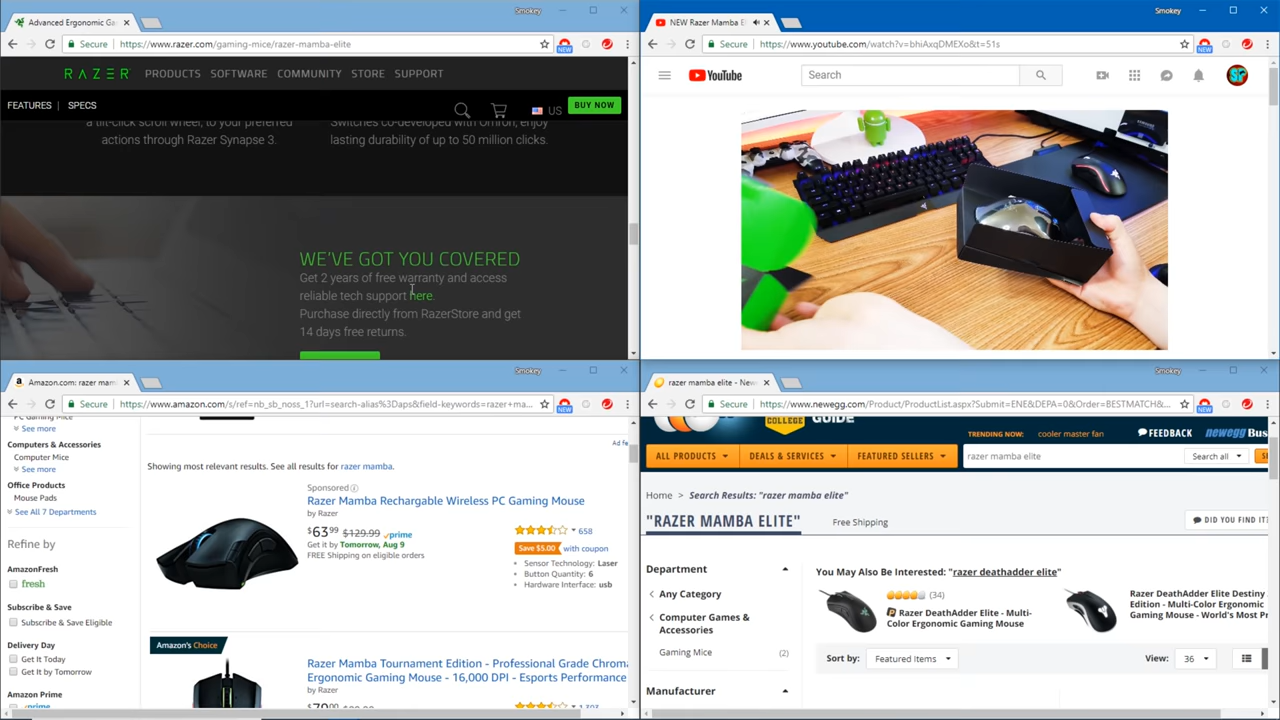 Advanced Ergonomic Ga
Smokey
Secure
https://www.razer.com/gaming-mice/razer-mamba-elite
NEW
RAZER
PRODUCTS
SOFTWARE
COMMUNITY
STORE
SUPPORT
FEATURES
SPECS
US
BUY NOW
a tilt-click scroll wheel, to your preferred
actions through Razer Synapse 3.
Switches co-developed with Omron, enjoy
lasting durability of up to 50 million clicks.
WE'VE GOT YOU COVERED
Get 2 years of free warranty and access
reliable tech support here.
Purchase directly from RazerStore and get
14 days free returns.
NEW Razer Mamba E
Smokey
Secure
https://www.youtube.com/watch?v=bhiAxqDMEXo&t=51s
NEW
YouTube
Search
Amazon.com: razer mam
Smokey
Secure
https://www.amazon.com/s/ref=nb_sb_noss_1?url=search-alias%3Daps&field-keywords=razer+ma...
NEW
PC Gaming Mice
See more
Computers & Accessories
Computer Mice
See more
Office Products
Mouse Pads
See All 7 Departments
Refine by
AmazonFresh
fresh
Subscribe & Save
Subscribe & Save Eligible
Delivery Day
Get It Today
Get It by Tomorrow
Amazon Prime
prime
Ad fe
Showing most relevant results. See all results for razer mamba.
Sponsored
Razer Mamba Rechargable Wireless PC Gaming Mouse
by Razer
$63 99 $129.99 prime
Get it by Tomorrow, Aug 9
FREE Shipping on eligible orders
658
Save $5.00 with coupon
Sensor Technology: Laser
Button Quantity: 6
Hardware Interface: usb
Amazon's Choice
Razer Mamba Tournament Edition - Professional Grade Chroma
Ergonomic Gaming Mouse - 16,000 DPI - Esports Performance
by Razer
razer mamba elite - New
Smokey
Secure
https://www.newegg.com/Product/ProductList.aspx?Submit=ENE&DEPA=0&Order=BESTMATCH&...
NEW
COLLEGE
GUIDE
TRENDING NOW:
cooler master fan
FEEDBACK
newegg Bus
ALL PRODUCTS
DEALS & SERVICES
FEATURED SELLERS
razer mamba elite
Search all
Home > Search Results: "razer mamba elite"
"RAZER MAMBA ELITE"
Free Shipping
DID YOU FIND IT
Department
Any Category
Computer Games &
Accessories
Gaming Mice
(2)
Manufacturer
You May Also Be Interested: "razer deathadder elite"
(34)
Razer DeathAdder Elite - Multi-
Color Ergonomic Gaming Mouse
Razer DeathAdder Elite Destiny
Edition - Multi-Color Ergonomic
Gaming Mouse - World's Most Pr
Sort by:
Featured Items
View:
36